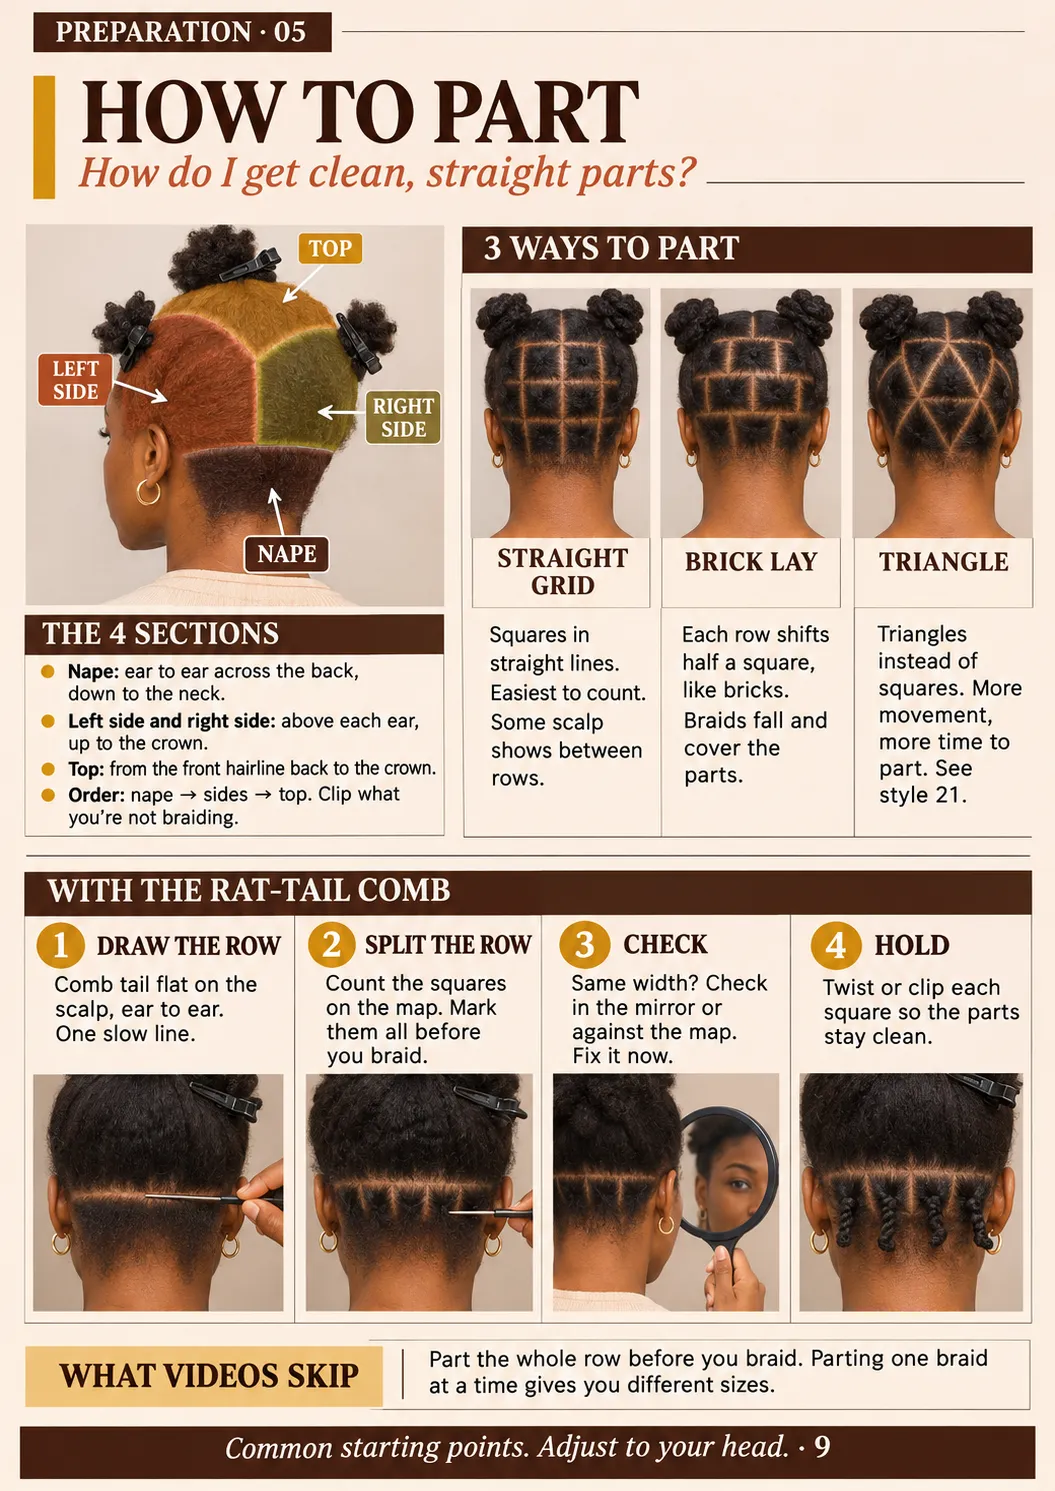 PREPARATION · 05
HOW TO PART
How do I get clean, straight parts?
TOP
LEFT
SIDE
RIGHT
SIDE
NAPE
THE 4 SECTIONS
Nape: ear to ear across the back,
down to the neck.
Left side and right side: above each ear,
up to the crown.
Top: from the front hairline back to the crown.
Order: nape → sides → top. Clip what
you're not braiding.
3 WAYS TO PART
STRAIGHT
GRID
Squares in
straight lines.
Easiest to count.
Some scalp
shows between
rows.
BRICK LAY
Each row shifts
half a square,
like bricks.
Braids fall and
cover the
parts.
TRIANGLE
Triangles
instead of
squares. More
movement,
more time to
part. See
style 21.
WITH THE RAT-TAIL COMB
1 DRAW THE ROW
Comb tail flat on the
scalp, ear to ear.
One slow line.
2 SPLIT THE ROW
Count the squares
on the map. Mark
them all before
you braid.
3 CHECK
Same width? Check
in the mirror or
against the map.
Fix it now.
4 HOLD
Twist or clip each
square so the parts
stay clean.
WHAT VIDEOS SKIP
Part the whole row before you braid. Parting one braid
at a time gives you different sizes.
Common starting points. Adjust to your head. · 9